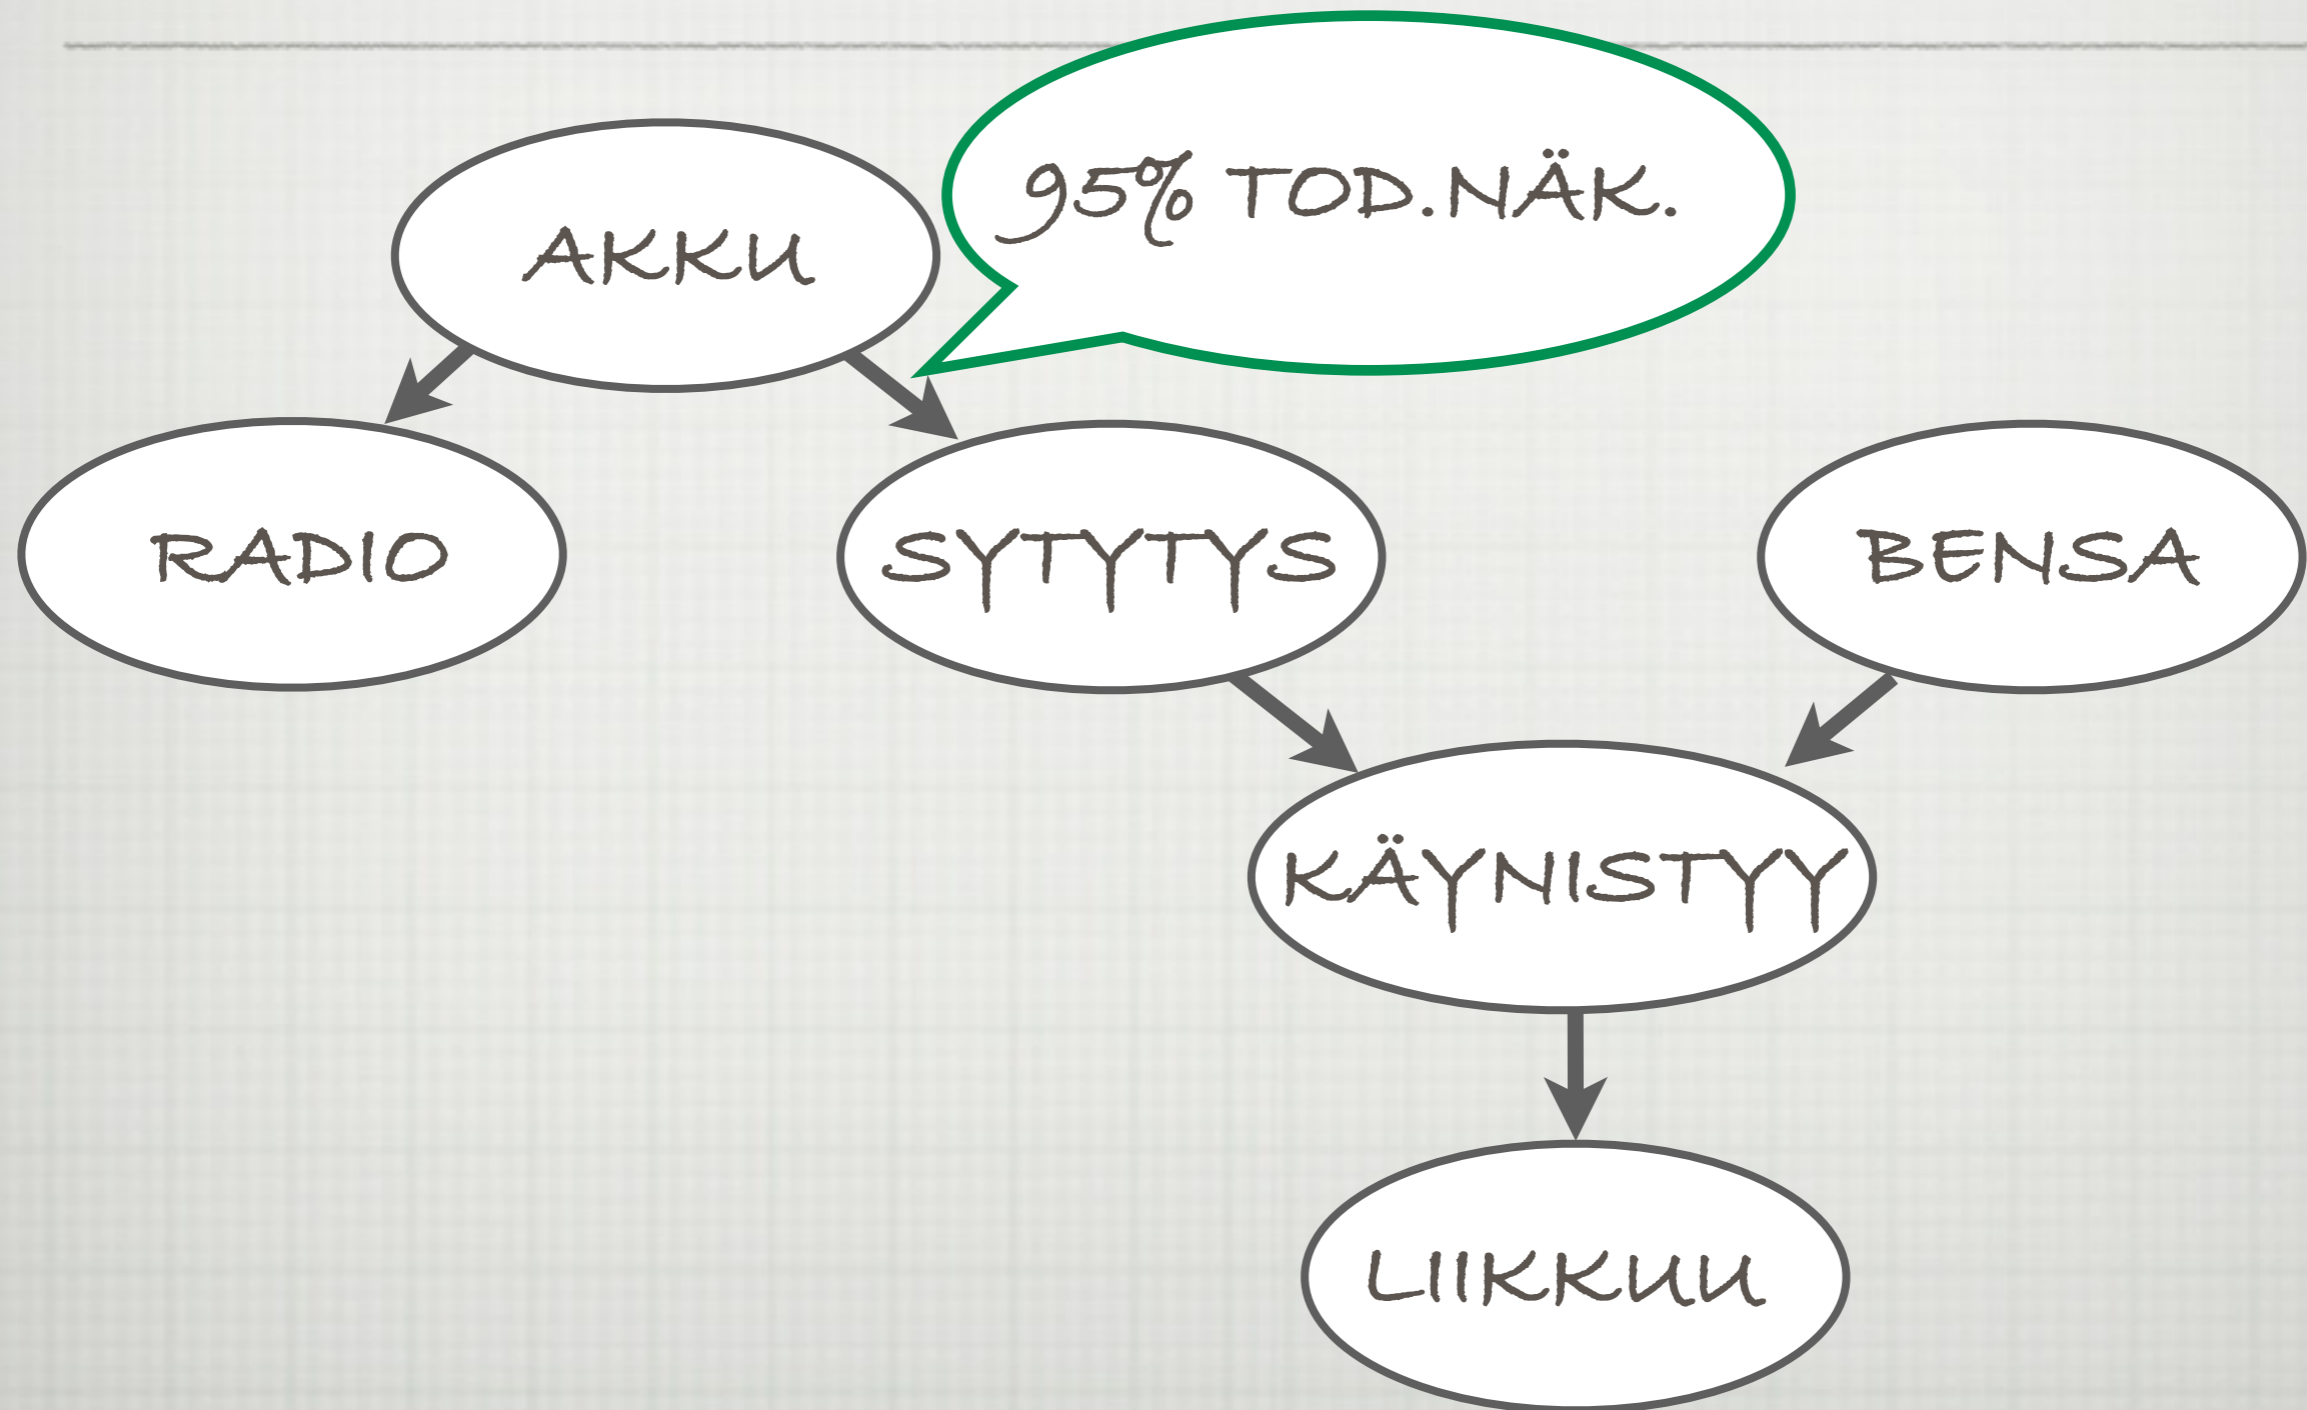 95% TOD.NÄK.
AKKU
RADIO
SYTYTYS
BENSA
KÄYNISTYY
LIIKKUU